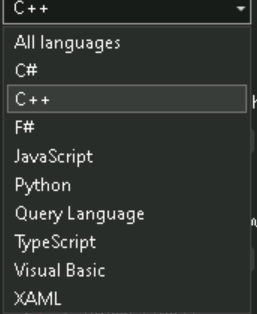 C++
All languages
C#
C++
F#
JavaScript
Python
Query Language
TypeScript
Visual Basic
XAML